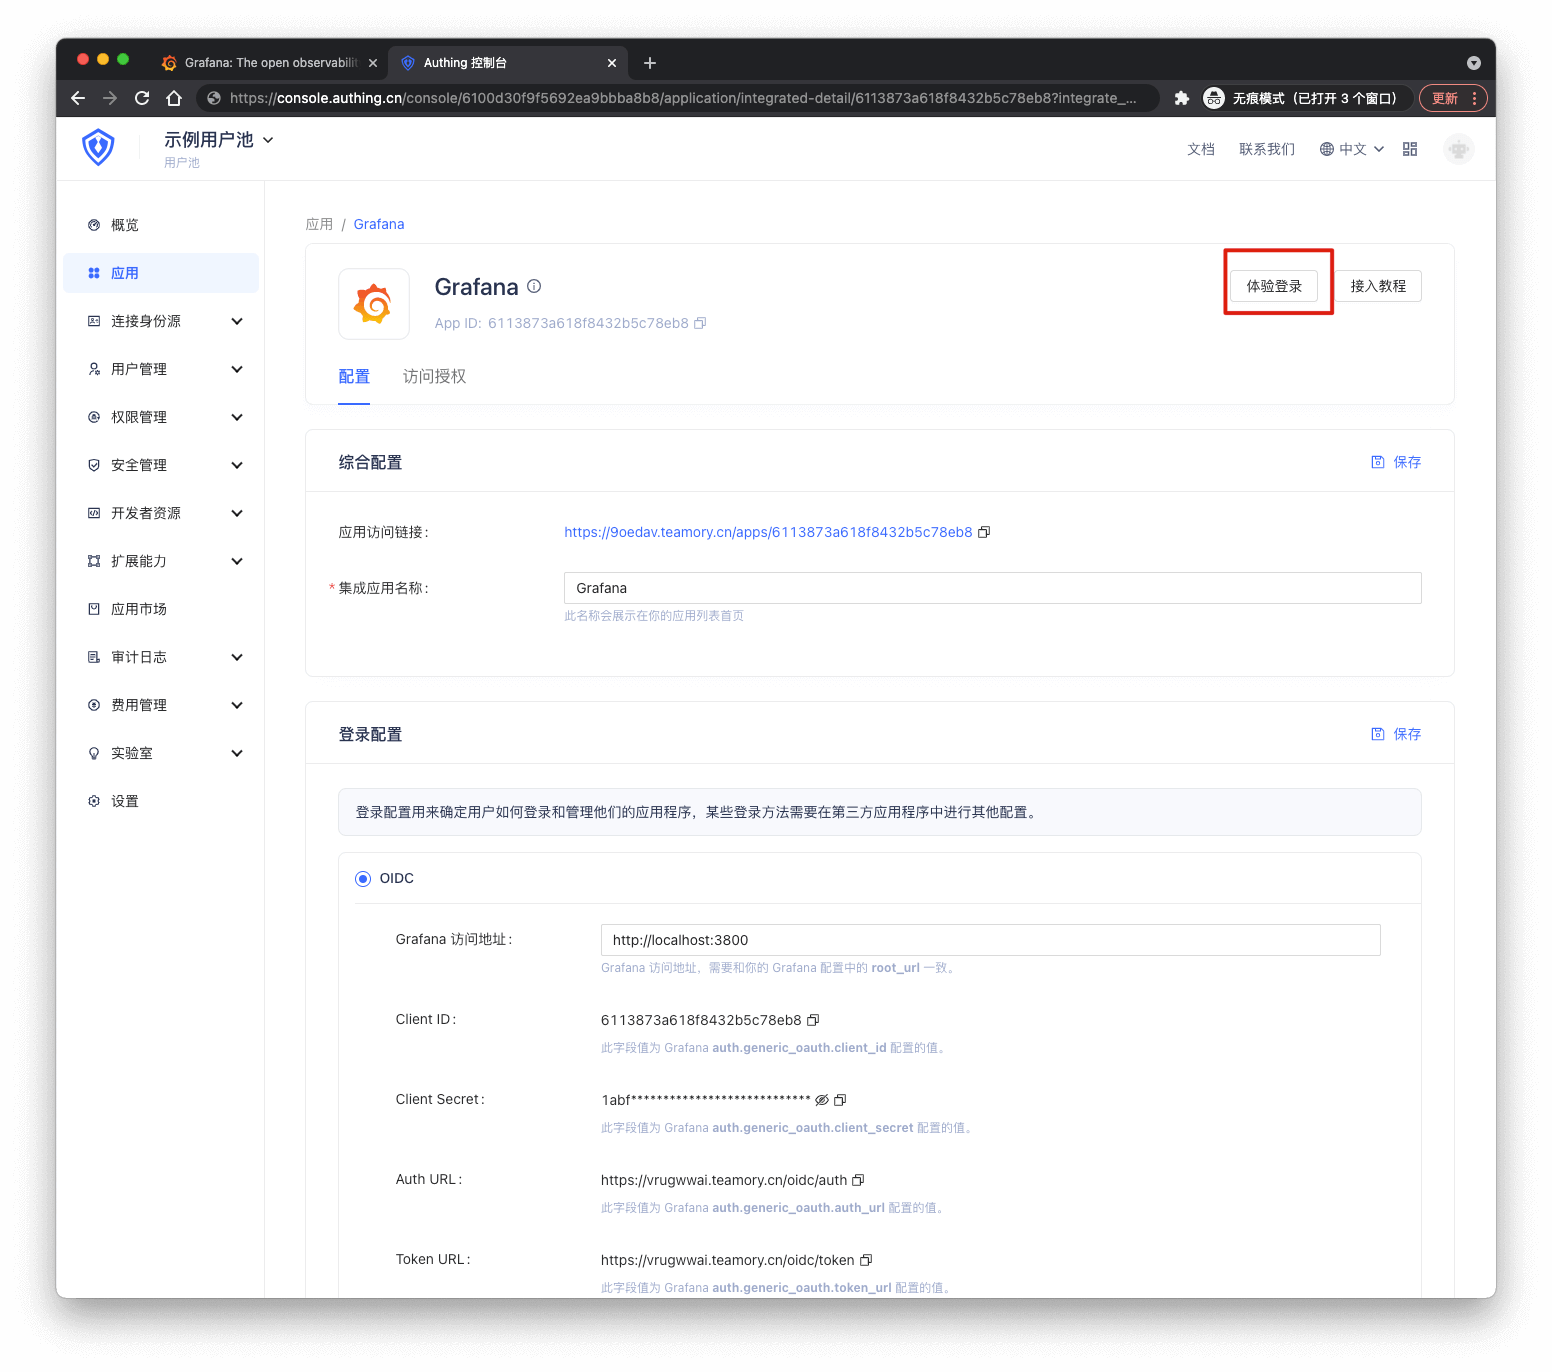 Grafana: The open observabilit
Authing 控制台
https://console.authing.cn/console/6100d30f9f5692ea9bbba8b8/application/integrated-detail/6113873a618f8432b5c78eb8?integrate_...
无痕模式（已打开 3 个窗口）
更新
示例用户池
用户池
文档
联系我们
中文
概览
应用
连接身份源
用户管理
权限管理
安全管理
开发者资源
扩展能力
应用市场
审计日志
费用管理
实验室
设置
应用 / Grafana
Grafana
App ID: 6113873a618f8432b5c78eb8
体验登录
接入教程
配置
访问授权
综合配置
保存
应用访问链接:
https://9oedav.teamory.cn/apps/6113873a618f8432b5c78eb8
* 集成应用名称:
Grafana
此名称会展示在你的应用列表首页
登录配置
保存
登录配置用来确定用户如何登录和管理他们的应用程序，某些登录方法需要在第三方应用程序中进行其他配置。
OIDC
Grafana 访问地址:
http://localhost:3800
Grafana 访问地址，需要和你的 Grafana 配置中的 root_url 一致。
Client ID:
6113873a618f8432b5c78eb8
此字段值为 Grafana auth.generic_oauth.client_id 配置的值。
Client Secret:
1abf****************************
此字段值为 Grafana auth.generic_oauth.client_secret 配置的值。
Auth URL:
https://vrugwwai.teamory.cn/oidc/auth
此字段值为 Grafana auth.generic_oauth.auth_url 配置的值。
Token URL:
https://vrugwwai.teamory.cn/oidc/token
此字段值为 Grafana auth.generic_oauth.token_url 配置的值。